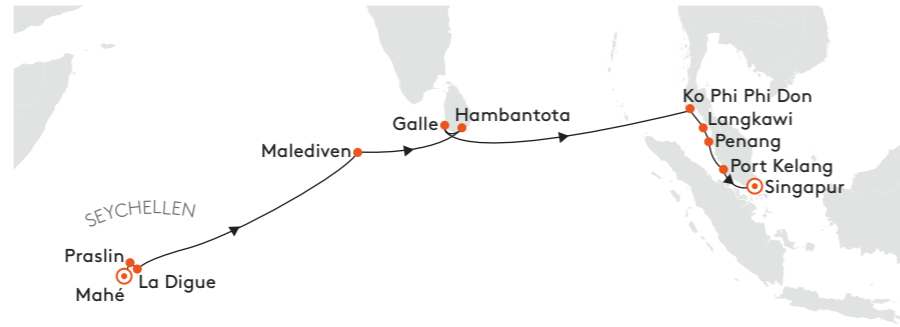 Ko Phi Phi Don
Hambantota
Galle
Langkawi
Penang
Malediven
Port Kelang
Singapur
SEYCHELLEN
Praslin
La Digue
Mahé